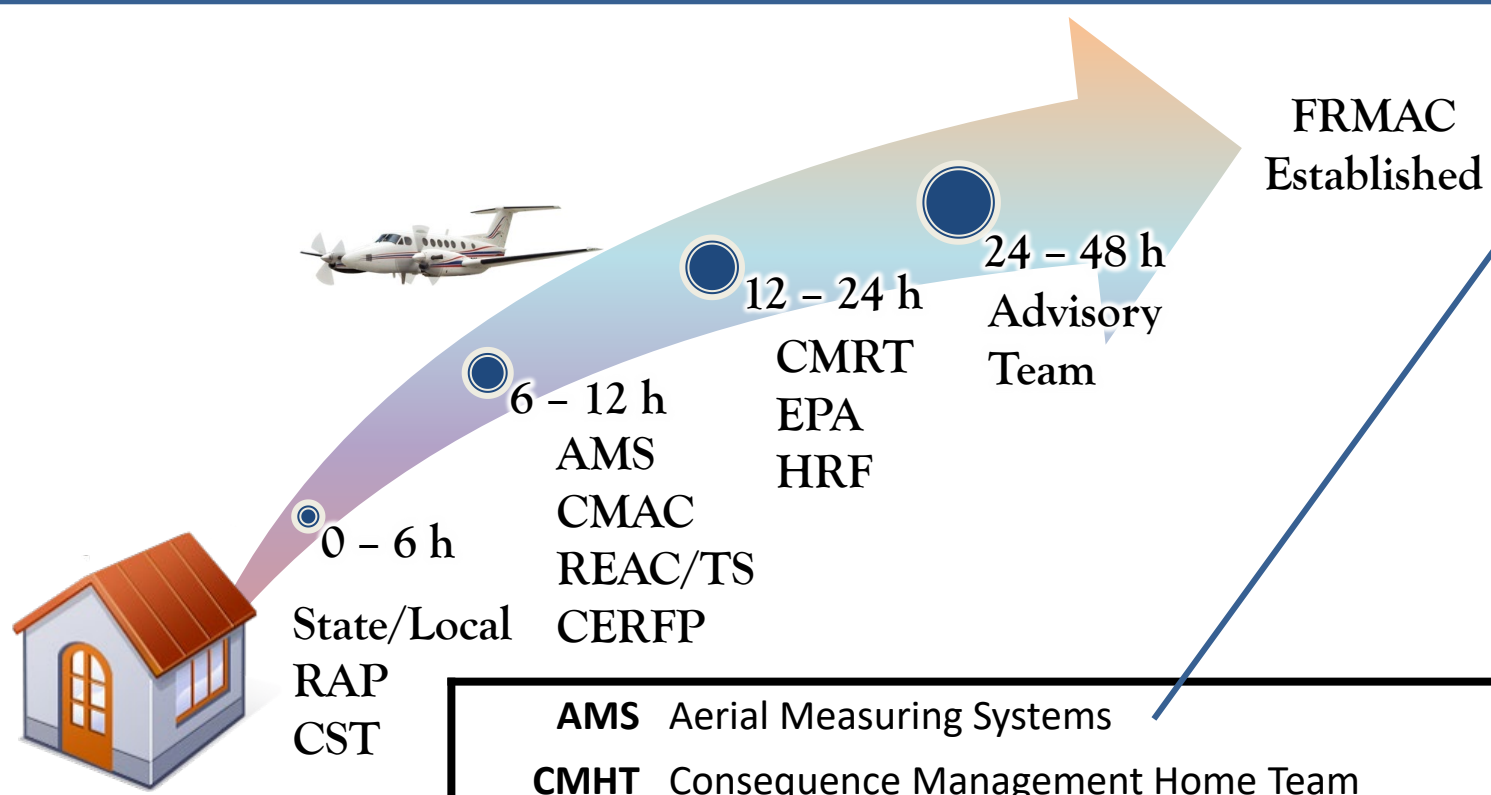 FRMAC
Established
24 – 48 h
Advisory
Team
12 – 24 h
CMRT
EPA
HRF
6 – 12 h
AMS
CMAC
REAC/TS
CERFP
0 – 6 h
State/Local
RAP
CST
AMS Aerial Measuring Systems
CMHT Consequence Management Home Team